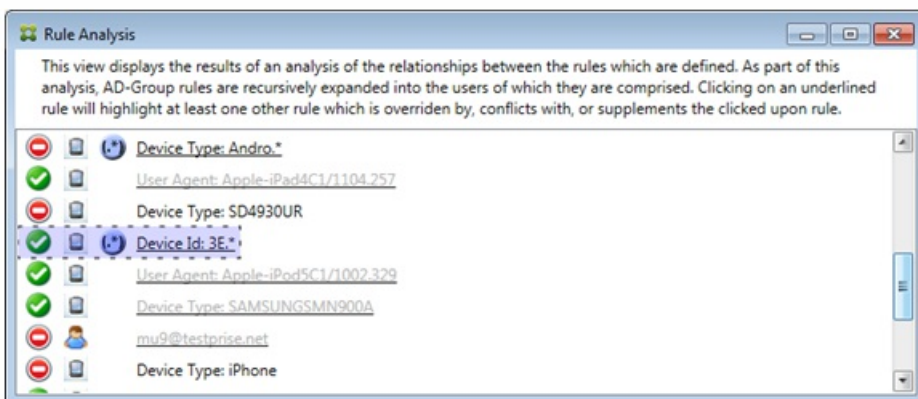 Rule Analysis
This view displays the results of an analysis of the relationships between the rules which are defined. As part of this
analysis, AD-Group rules are recursively expanded into the users of which they are comprised. Clicking on an underlined
rule will highlight at least one other rule which is overriden by, conflicts with, or supplements the clicked upon rule.
(.*) Device Type: Andro.*
User Agent: Apple-iPad4C1/1104.257
Device Type: SD4930UR
(.*) Device Id: 3E.*
User Agent: Apple-iPod5C1/1002.329
Device Type: SAMSUNGSMN900A
mu9@testprise.net
Device Type: iPhone